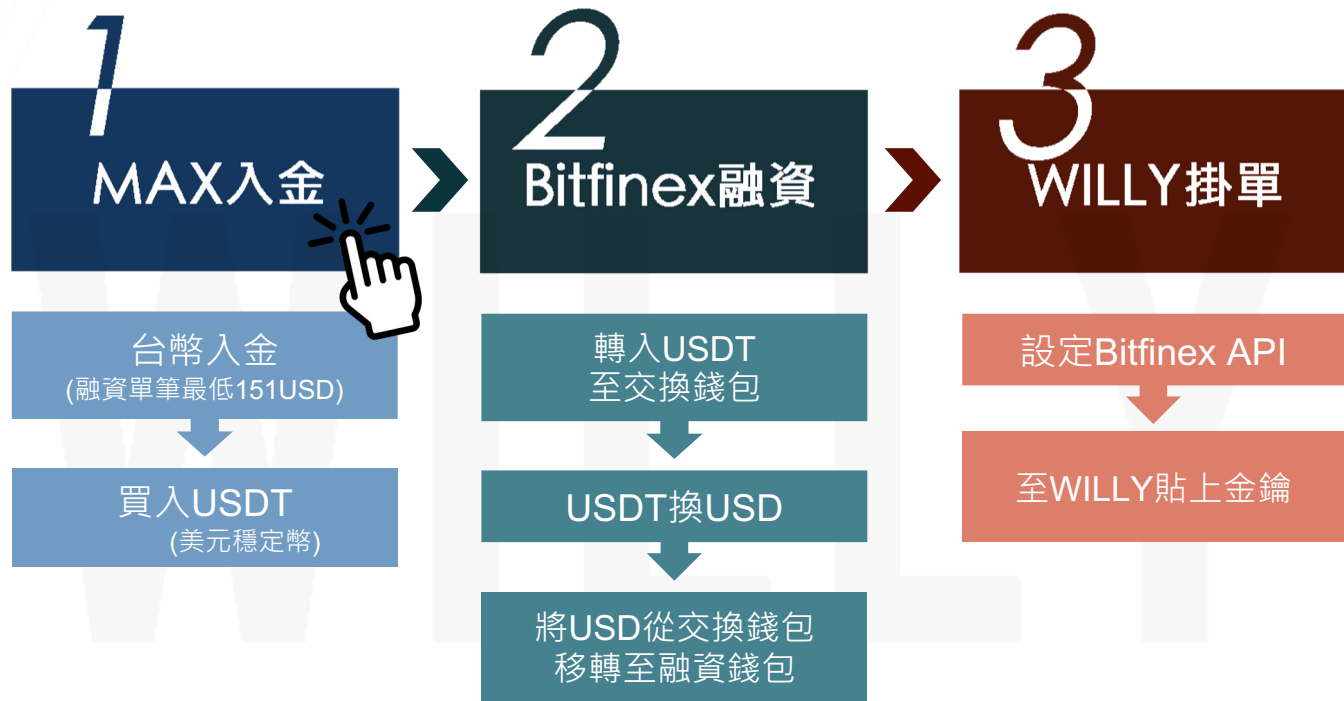 1
MAX入金
台幣入金
(融資單筆最低151USD)
買入USDT
(美元穩定幣)
2
Bitfinex融資
轉入USDT
至交換錢包
USDT換USD
將USD從交換錢包
移轉至融資錢包
3
WILLY掛單
設定Bitfinex API
至WILLY貼上金鑰
WILLY